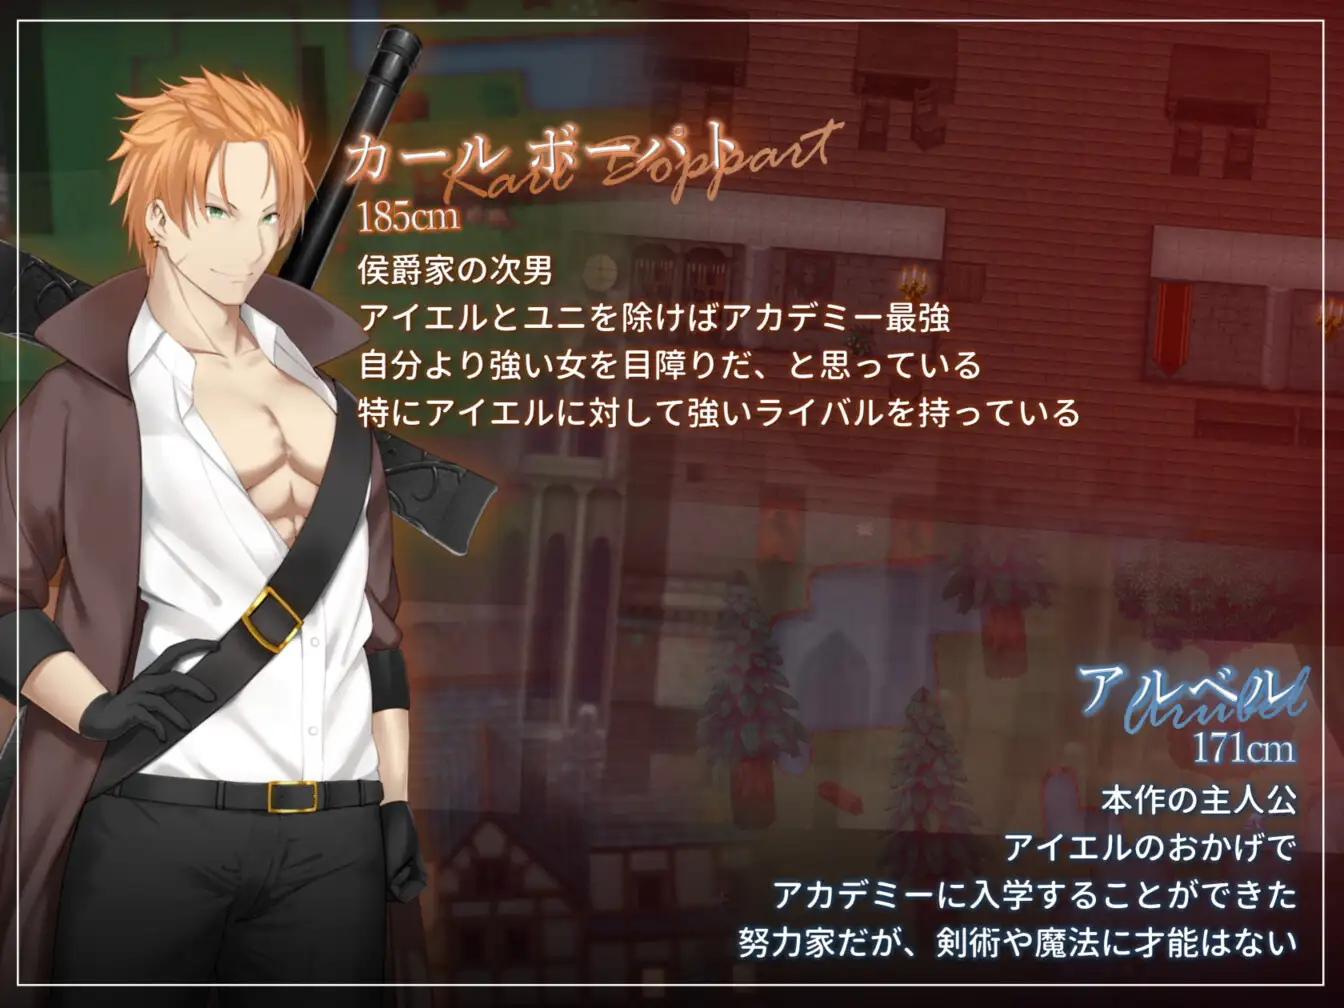 カール ボーパト
Karl Boppart
185cm
侯爵家の次男
アイエルとユニを除けばアカデミー最強
自分より強い女を目障りだ、と思っている
特にアイエルに対して強いライバルを持っている
アルベル
Arubel
171cm
本作の主人公
アイエルのおかげで
アカデミーに入学することができた
努力家だが、剣術や魔法に才能はない